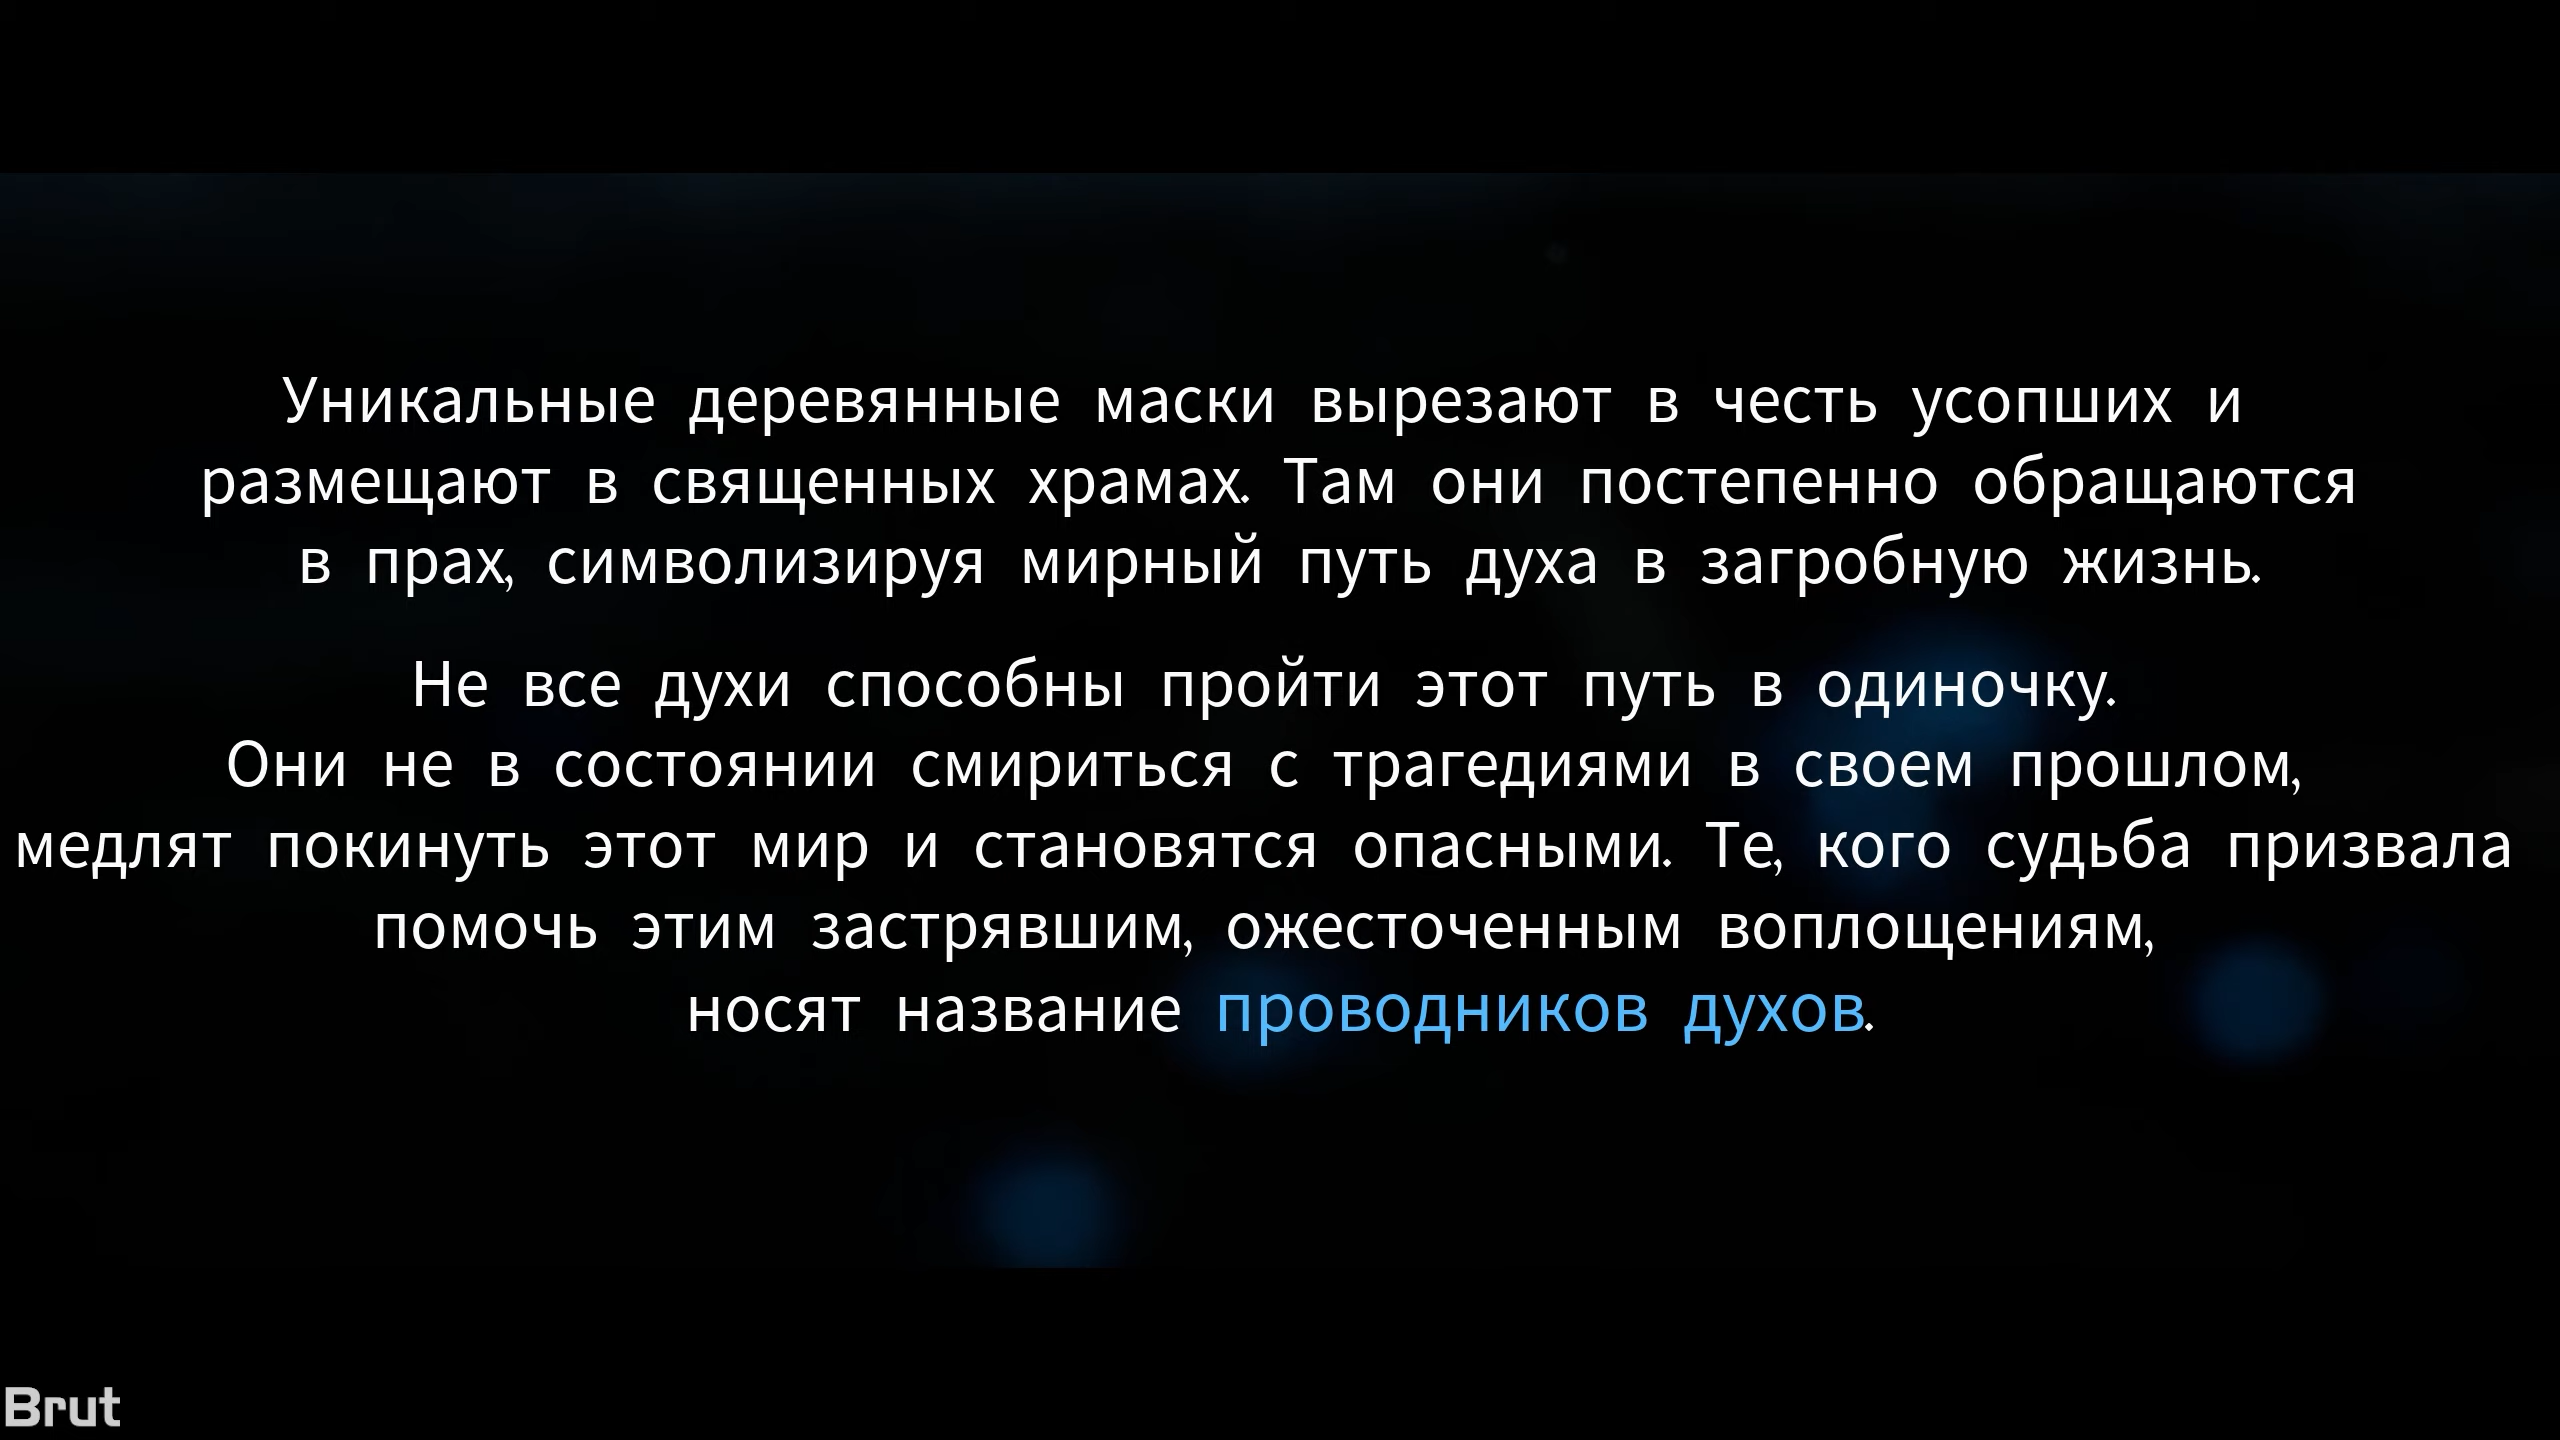 Уникальные деревянные маски вырезают в честь усопших и
размещают в священных храмах. Там они постепенно обращаются
в прах, символизируя мирный путь духа в загробную жизнь.
Не все духи способны пройти этот путь в одиночку.
Они не в состоянии смириться с трагедиями в своем прошлом,
медлят покинуть этот мир и становятся опасными. Те, кого судьба призвала
помочь этим застрявшим, ожесточенным воплощениям,
носят название проводников духов.
Brut